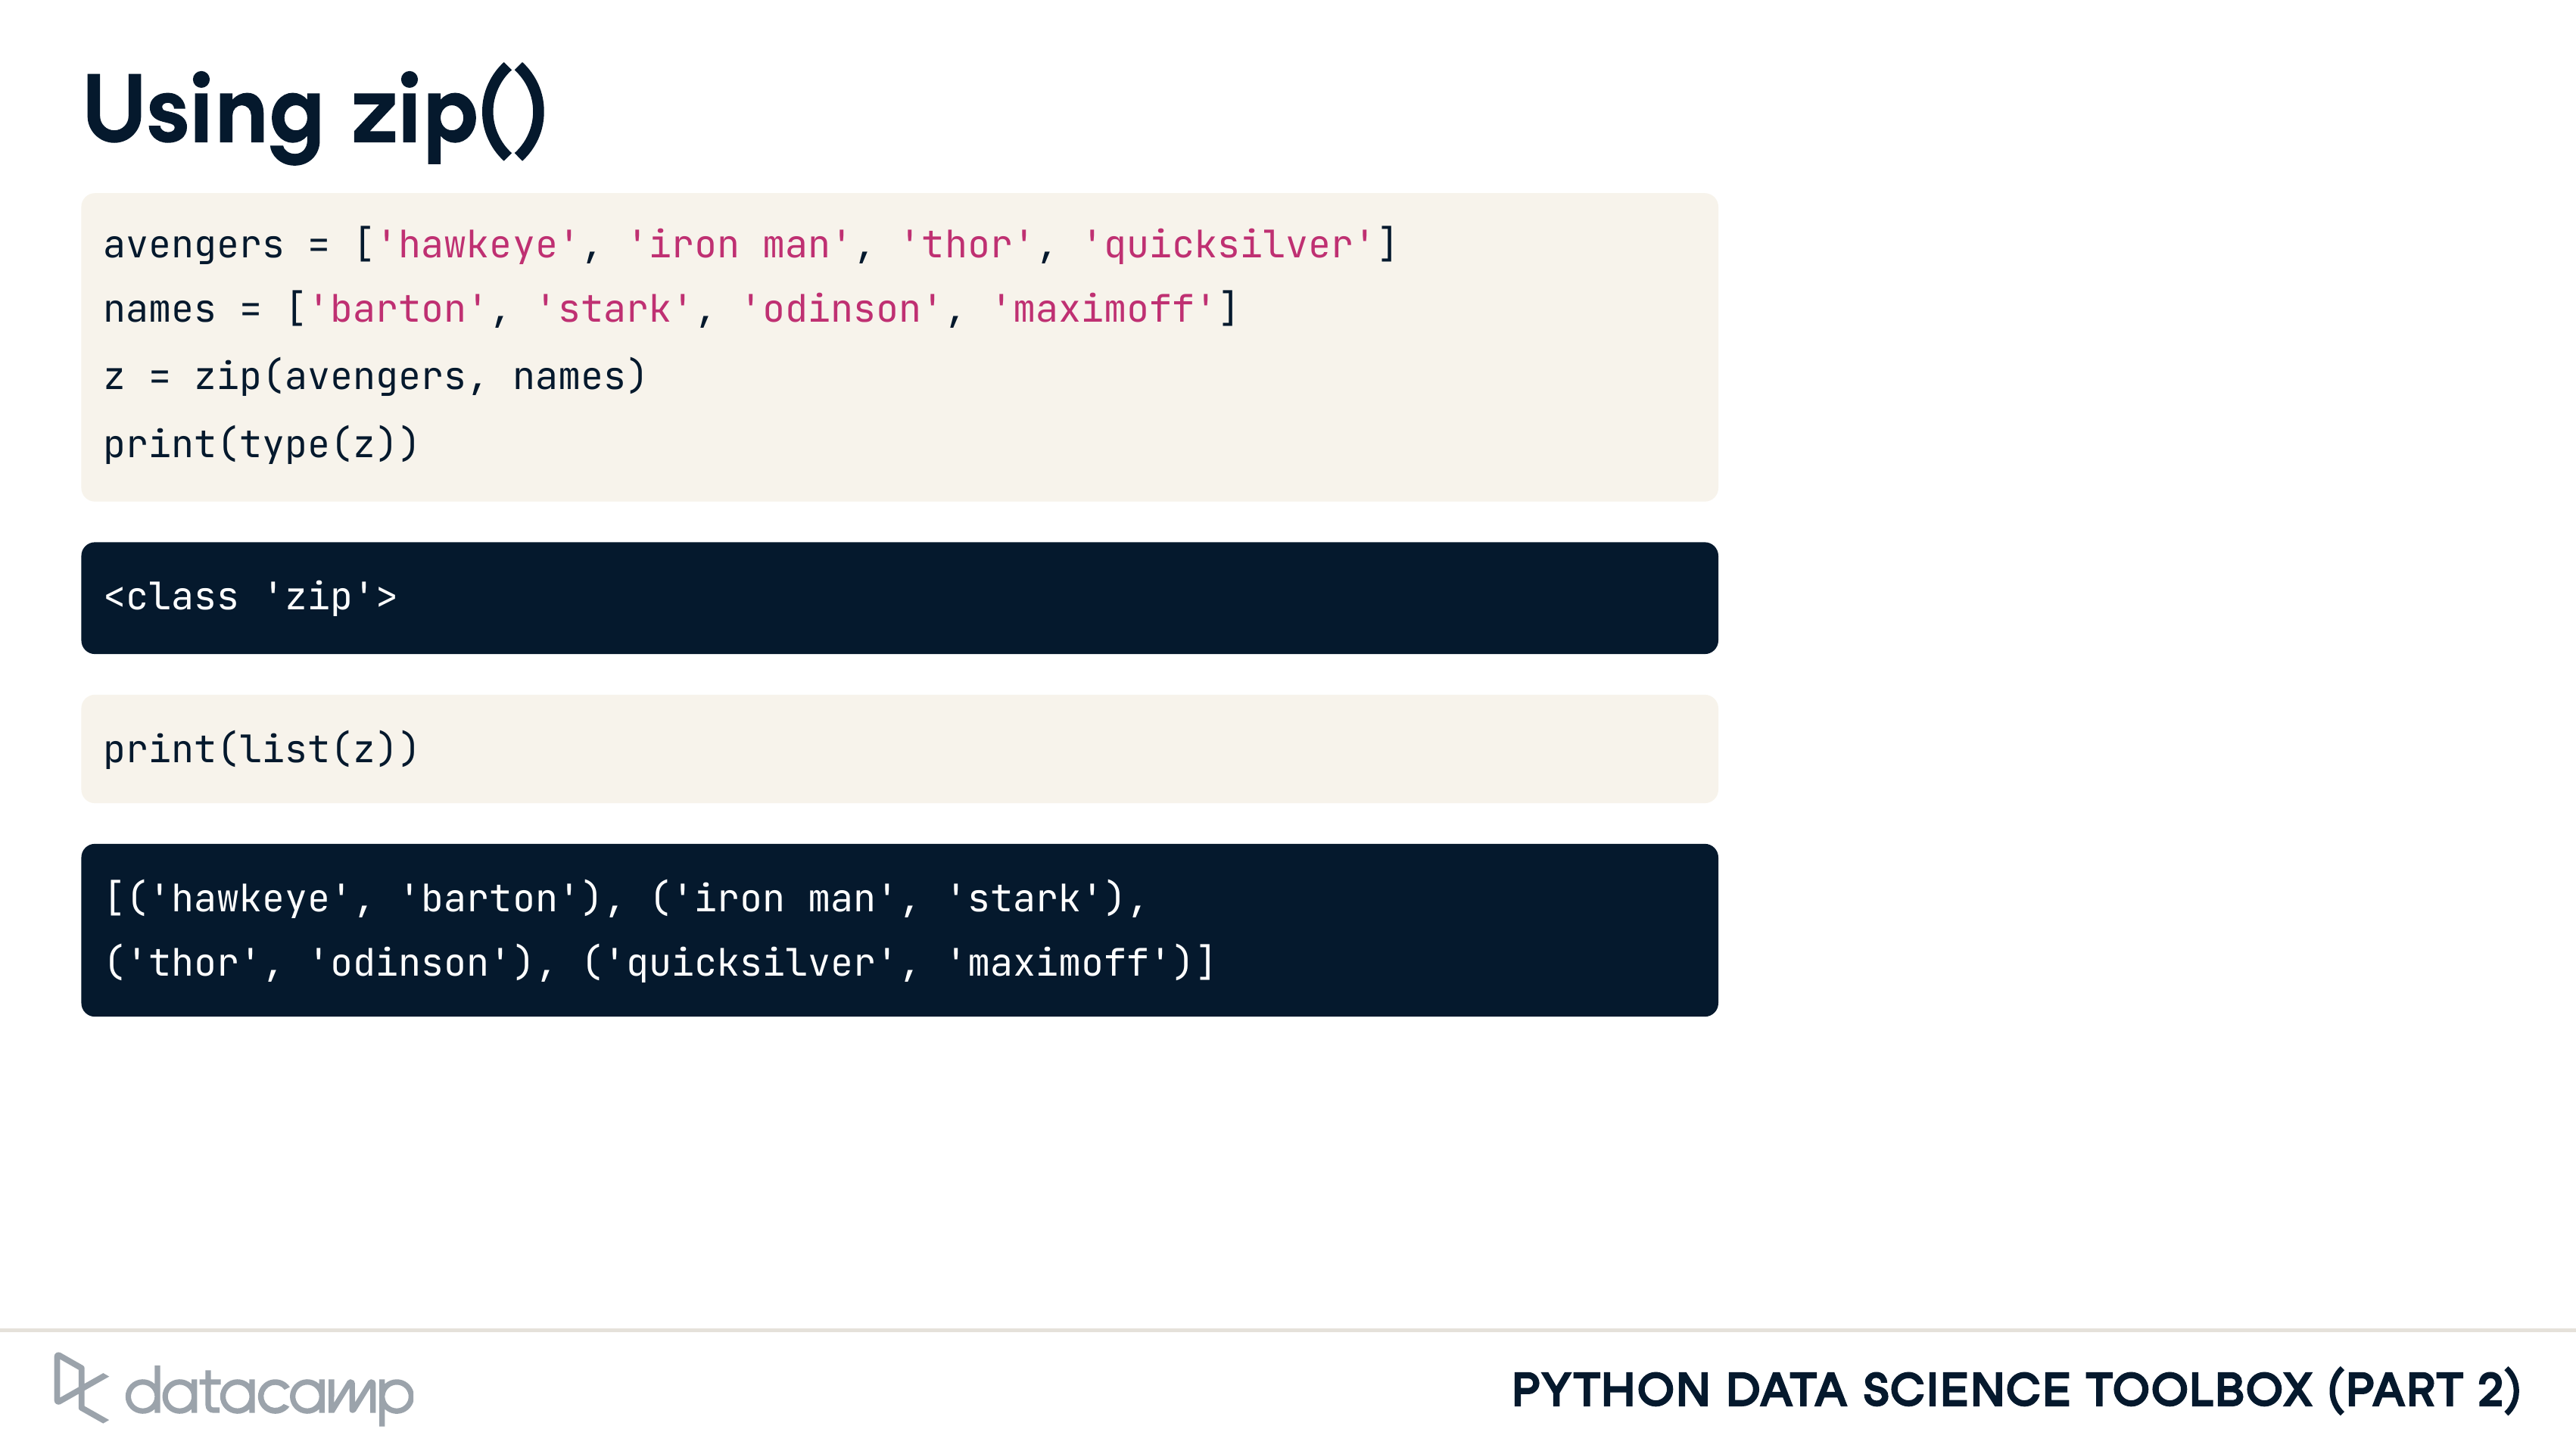 Using zip()
avengers = ['hawkeye', 'iron man', 'thor', 'quicksilver']
names = ['barton', 'stark', 'odinson', 'maximoff']
z = zip(avengers, names)
print(type(z))
<class 'zip'>
print(list(z))
[('hawkeye', 'barton'), ('iron man', 'stark'),
('thor', 'odinson'), ('quicksilver', 'maximoff')]
datacamp
PYTHON DATA SCIENCE TOOLBOX (PART 2)